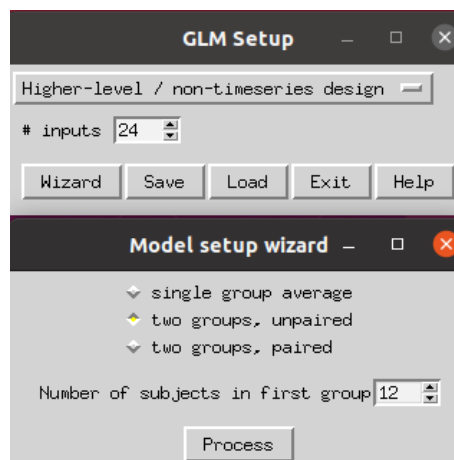 GLM Setup
Higher-level / non-timeseries design
# inputs 24
Wizard Save Load Exit Help
Model setup wizard
single group average
two groups, unpaired
two groups, paired
Number of subjects in first group 12
Process